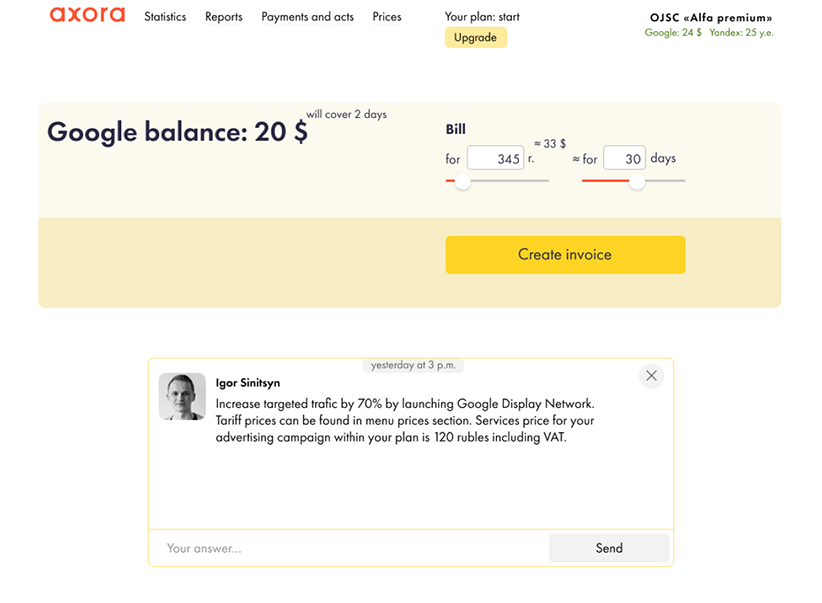 axora
Statistics Reports Payments and acts Prices
Your plan: start
Upgrade
OJSC «Alfa premium»
Google: 24 $ Yandex: 25 y.e.
Google balance: 20 $
will cover 2 days
Bill
for 345 r. ≈ 33 $ ≈ for 30 days
Create invoice
yesterday at 3 p.m.
Igor Sinitsyn
Increase targeted trafic by 70% by launching Google Display Network.
Tariff prices can be found in menu prices section. Services price for your
advertising campaign within your plan is 120 rubles including VAT.
Your answer...
Send